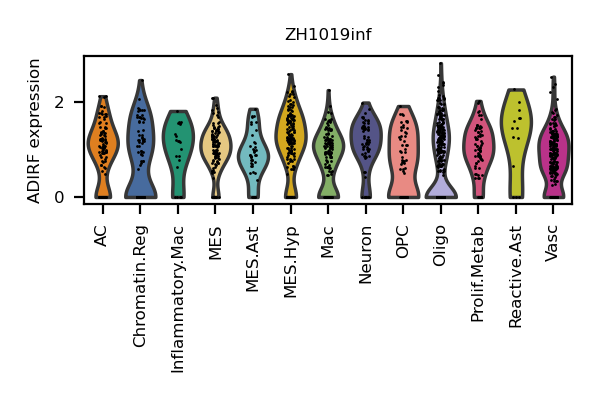 ZH1019inf
ADIRF expression
2
0
AC
Chromatin.Reg
Inflammatory.Mac
MES
MES.Ast
MES.Hyp
Mac
Neuron
OPC
Oligo
Prolif.Metab
Reactive.Ast
Vasc